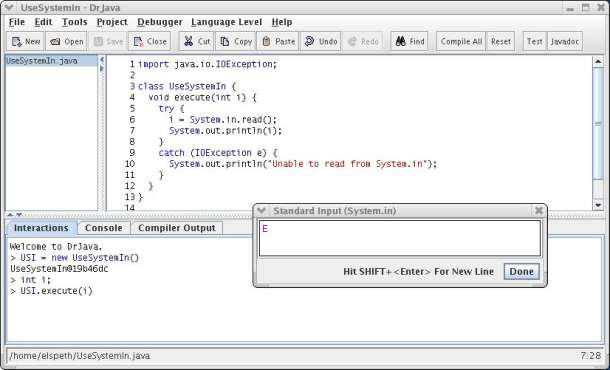 UseSystemIn - DrJava
File Edit Tools Project Debugger Language Level Help
New Open Save Close Cut Copy Paste Undo Redo Find Compile All Reset Test Javadoc
UseSystemIn.java
1 import java.io.IOException;
2
3 class UseSystemIn {
4 void execute(int i) {
5 try {
6 i = System.in.read();
7 System.out.println(i);
8 }
9 catch (IOException e) {
10 System.out.println("Unable to read from System.in");
11 }
12 }
13 }
14
Standard Input (System.in)
E
Hit SHIFT+<Enter> For New Line Done
Interactions Console Compiler Output
Welcome to DrJava.
> USI = new UseSystemIn()
UseSystemIn@19b46dc
> int i;
> USI.execute(i)
/home/elspeth/UseSystemIn.java 7:28